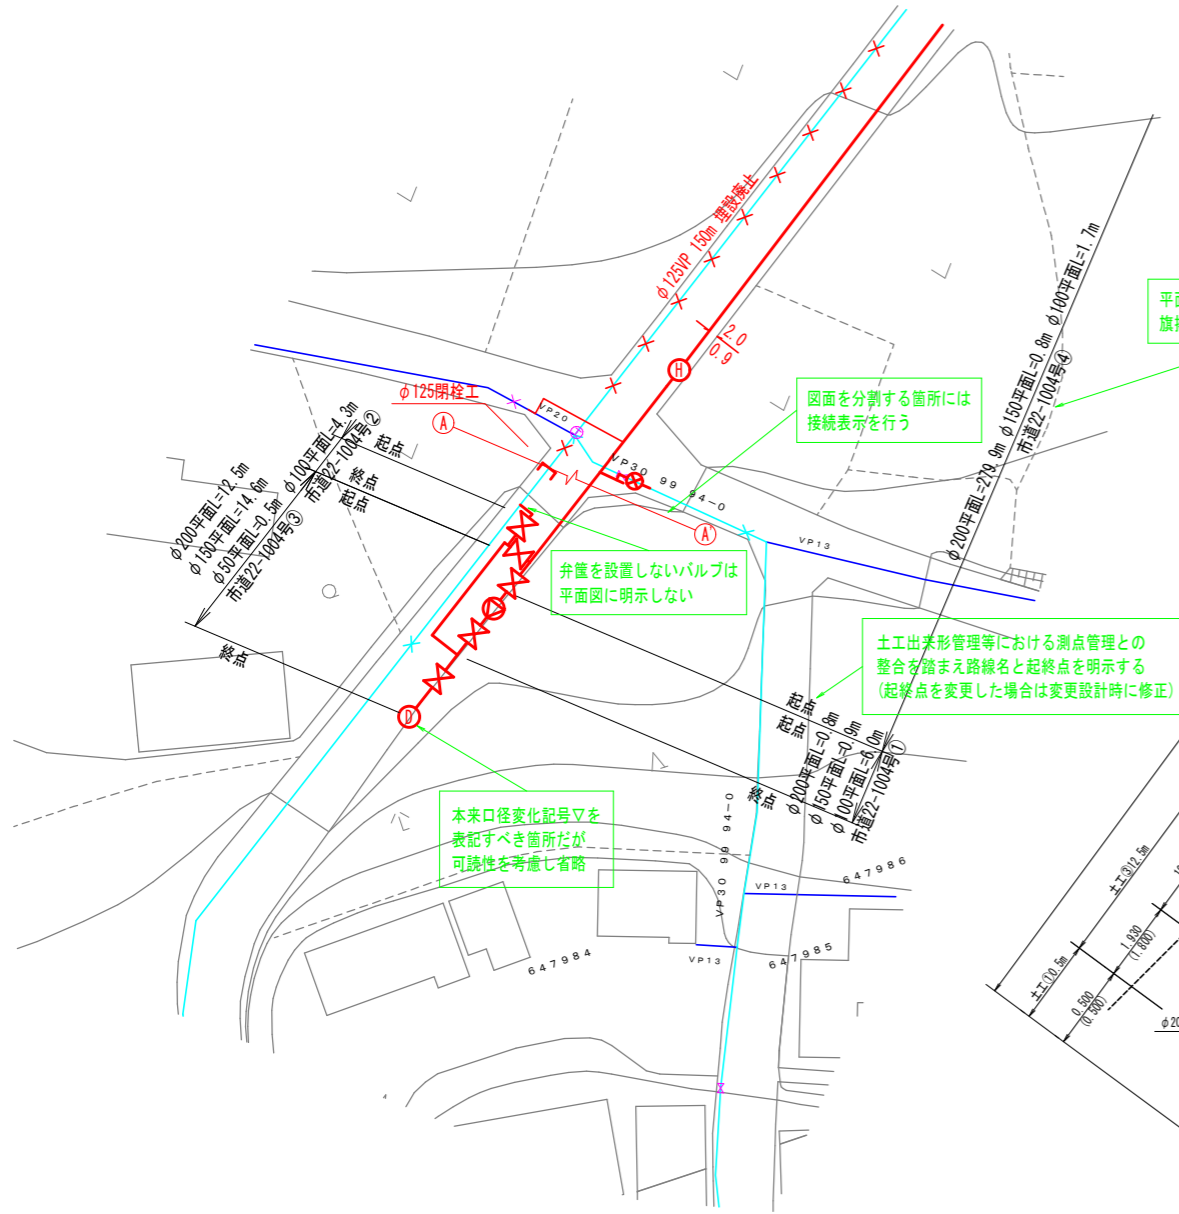 φ125VP 150m 埋設廃止
2.0
0.9
H
φ125閉栓工
A
A'
VP20
VP30 99 94-0
VP13
φ100平面L=4.3m
市道22-1004号②
起点
終点
起点
φ200平面L=12.5m
φ150平面L=14.6m
φ50平面L=0.5m
市道22-1004号③
終点
図面を分割する箇所には
接続表示を行う
平面
φ200平面L=279.9m φ150平面L=0.8m φ100平面L=1.7m
市道22-1004号④
弁筐を設置しないバルブは
平面図に明示しない
土工出来形管理等における測点管理との
整合を踏まえ路線名と起終点を明示する
(起終点を変更した場合は変更設計時に修正)
D
起点
起点
終点
φ200平面L=0.8m
φ150平面L=0.9m
φ100平面L=6.0m
市道22-1004号①
本来口径変化記号▽を
表記すべき箇所だが
可読性を考慮し省略
VP30 99 94-0
VP13
647986
VP13
647985
647984
土工③12.5m
1.930
(1.800)
土工①0.5m
0.500
(0.500)
φ20